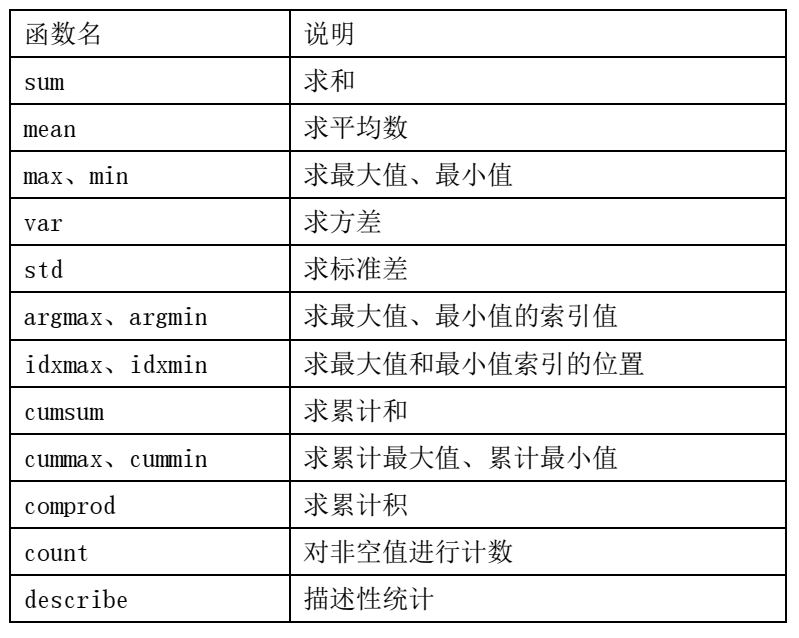 函数名 说明
sum 求和
mean 求平均数
max、min 求最大值、最小值
var 求方差
std 求标准差
argmax、argmin 求最大值、最小值的索引值
idxmax、idxmin 求最大值和最小值索引的位置
cumsum 求累计和
cummax、cummin 求累计最大值、累计最小值
comprod 求累计积
count 对非空值进行计数
describe 描述性统计